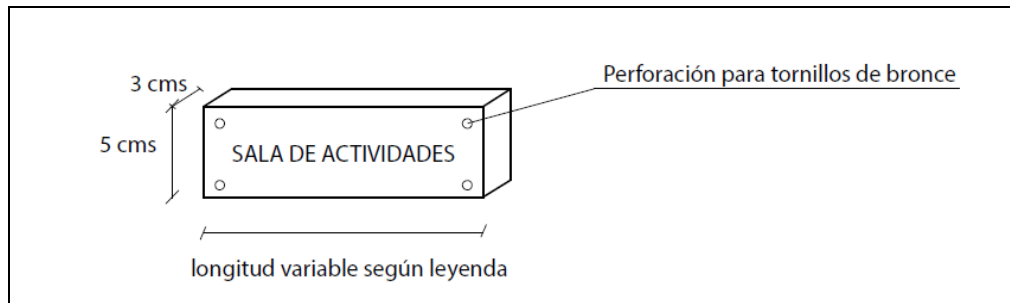 3 cms
Perforación para tornillos de bronce
5 cms
SALA DE ACTIVIDADES
longitud variable según leyenda